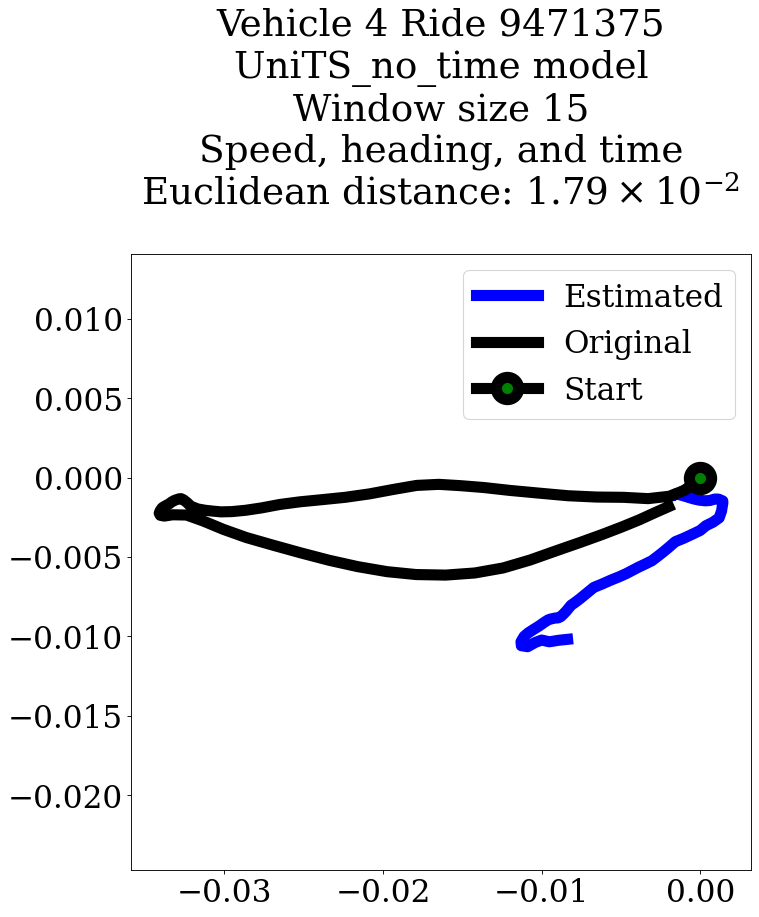 Vehicle 4 Ride 9471375
UniTS_no_time model
Window size 15
Speed, heading, and time
Euclidean distance: 1.79 × 10⁻²
Estimated
Original
Start
0.010
0.005
0.000
−0.005
−0.010
−0.015
−0.020
−0.03
−0.02
−0.01
0.00